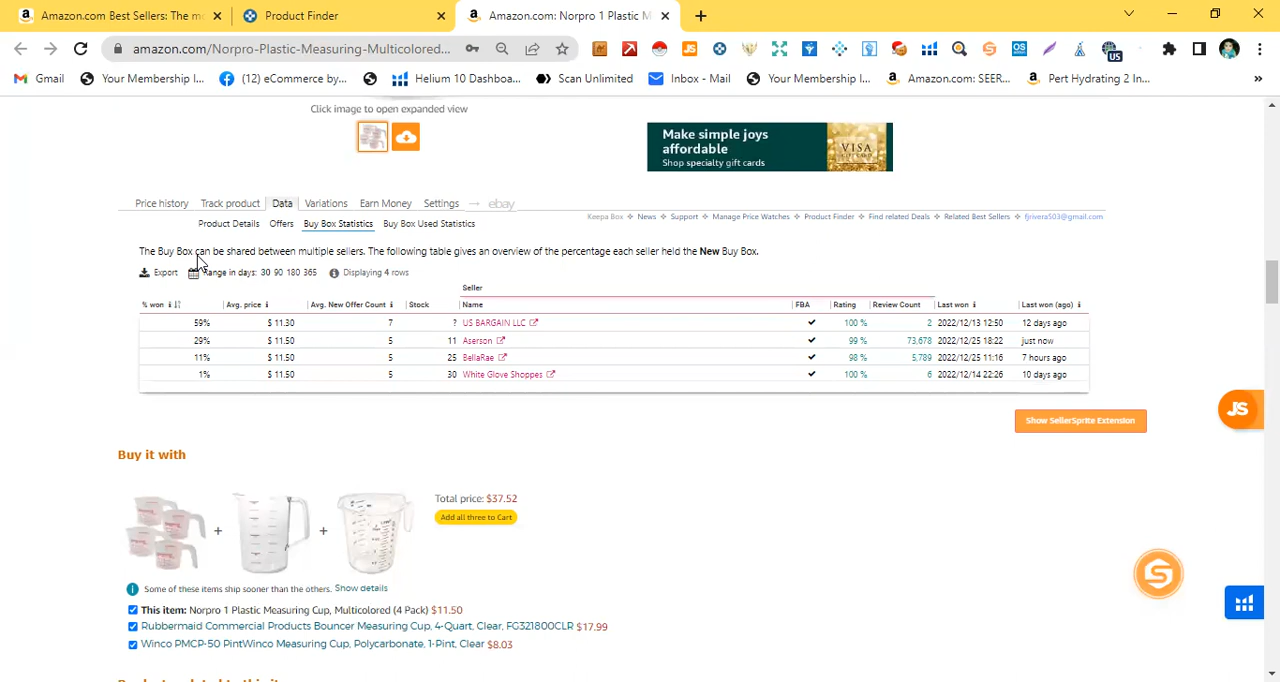 Amazon.com Best Sellers: The mo
Product Finder
Amazon.com: Norpro 1 Plastic M
amazon.com/Norpro-Plastic-Measuring-Multicolored...
Gmail
Your Membership I...
(12) eCommerce by...
Helium 10 Dashboa...
Scan Unlimited
Inbox - Mail
Your Membership I...
Amazon.com: SEER...
Pert Hydrating 2 In...
»
Click image to open expanded view
Make simple joys
affordable
Shop specialty gift cards
VISA
GIFT CARD
Price history Track product Data Variations Earn Money Settings → ebay
Keepa Box ✧ News ✧ Support ✧ Manage Price Watches ✧ Product Finder ✧ Find related Deals ✧ Related Best Sellers ✧ fjrivera503@gmail.com
Product Details Offers Buy Box Statistics Buy Box Used Statistics
The Buy Box can be shared between multiple sellers. The following table gives an overview of the percentage each seller held the New Buy Box.
Export Range in days: 30 90 180 365 Displaying 4 rows
Seller
% won Avg. price Avg. New Offer Count Stock Name FBA Rating Review Count Last won Last won (ago)
59% $ 11.30 7 ? US BARGAIN LLC ✔ 100 % 2 2022/12/13 12:50 12 days ago
29% $ 11.50 5 11 Aserson ✔ 99 % 73,678 2022/12/25 18:22 just now
11% $ 11.50 5 25 BellaRae ✔ 98 % 5,789 2022/12/25 11:16 7 hours ago
1% $ 11.50 5 30 White Glove Shoppes ✔ 100 % 6 2022/12/14 22:26 10 days ago
JS
Show SellerSprite Extension
Buy it with
Total price: $37.52
Add all three to Cart
Some of these items ship sooner than the others. Show details
This item: Norpro 1 Plastic Measuring Cup, Multicolored (4 Pack) $11.50
Rubbermaid Commercial Products Bouncer Measuring Cup, 4-Quart, Clear, FG321800CLR $17.99
Winco PMCP-50 PintWinco Measuring Cup, Polycarbonate, 1-Pint, Clear $8.03